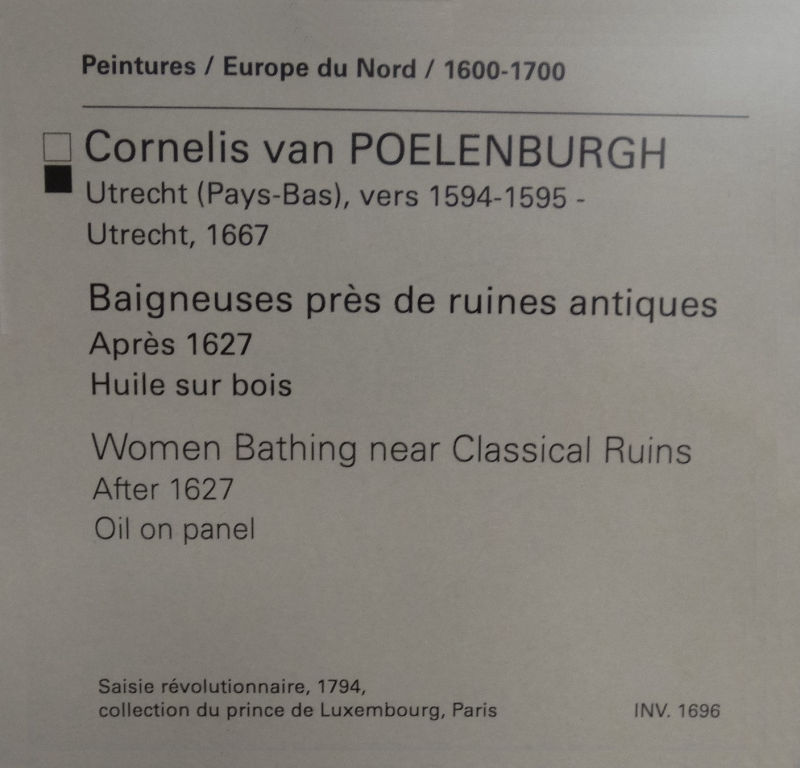 Peintures / Europe du Nord / 1600-1700
Cornelis van POELENBURGH
Utrecht (Pays-Bas), vers 1594-1595 -
Utrecht, 1667
Baigneuses près de ruines antiques
Après 1627
Huile sur bois
Women Bathing near Classical Ruins
After 1627
Oil on panel
Saisie révolutionnaire, 1794,
collection du prince de Luxembourg, Paris
INV. 1696